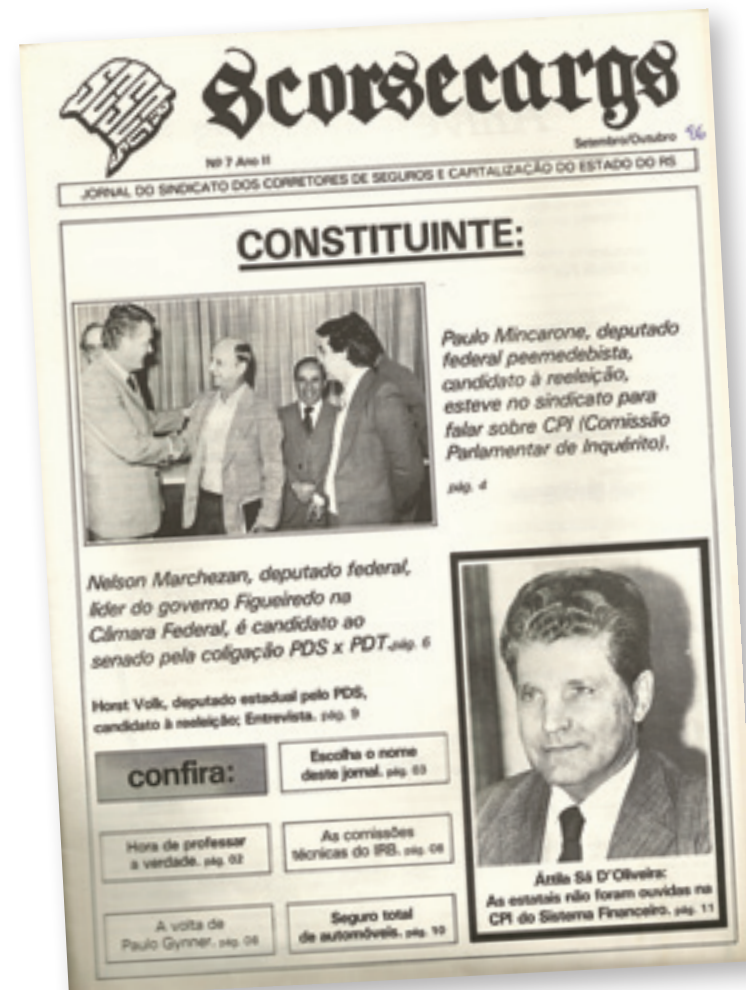 Scorsecargs
Nº 7 Ano II
Setembro/Outubro 86
JORNAL DO SINDICATO DOS CORRETORES DE SEGUROS E CAPITALIZAÇÃO DO ESTADO DO RS
CONSTITUINTE:
Paulo Mincarone, deputado
federal peemedebista,
candidato à reeleição,
esteve no sindicato para
falar sobre CPI (Comissão
Parlamentar de Inquérito).
pág. 4
Nelson Marchezan, deputado federal,
líder do governo Figueiredo na
Câmara Federal, é candidato ao
senado pela coligação PDS x PDT.pág. 6
Horst Volk, deputado estadual pelo PDS,
candidato à reeleição; Entrevista. pág. 9
confira:
Escolha o nome
deste jornal. pág. 03
Hora de professar
a verdade. pág. 02
As comissões
técnicas do IRB. pág.
A volta de
Paulo Gynner. pág.
Seguro total
de automóveis. pág. 10
Áttila Sá D'Oliveira:
As estatais não foram ouvidas na
CPI do Sistema Financeiro. pág. 11